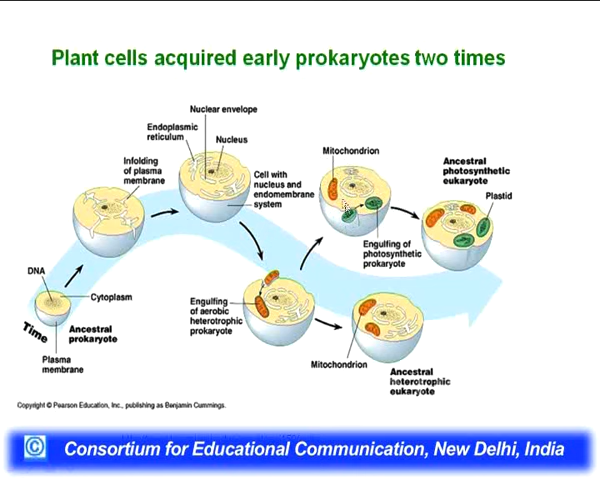 Plant cells acquired early prokaryotes two times
Nuclear envelope
Endoplasmic
reticulum
Nucleus
Infolding
of plasma
membrane
Cell with
nucleus and
endomembrane
system
Mitochondrion
Ancestral
photosynthetic
eukaryote
Plastid
Engulfing of
photosynthetic
prokaryote
DNA
Cytoplasm
Time
Ancestral
prokaryote
Plasma
membrane
Engulfing
of aerobic
heterotrophic
prokaryote
Mitochondrion
Ancestral
heterotrophic
eukaryote
Copyright © Pearson Education, Inc., publishing as Benjamin Cummings.
© Consortium for Educational Communication, New Delhi, India